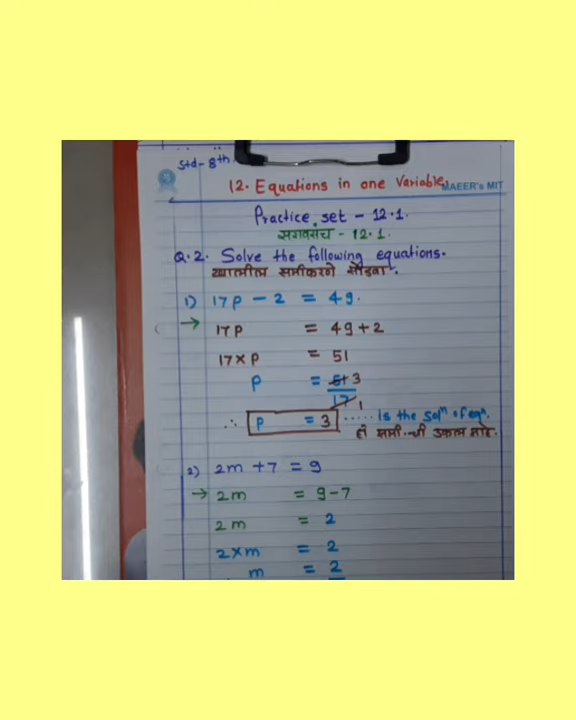 Std-8th
12. Equations in one Variable.
MAEER's MIT
Practice set - 12.1.
सरावसंच - 12.1.
Q.2. Solve the following equations.
खालील समीकरणे सोडवा.
1) 17P - 2 = 49.
→ 17P = 49+2
17×P = 51
P = 51 3
17 1
∴ P = 3 ..... is the solⁿ of eqⁿ.
ही समी.ची उकल आहे.
2) 2m +7 = 9
→ 2m = 9-7
2m = 2
2×m = 2
m = 2